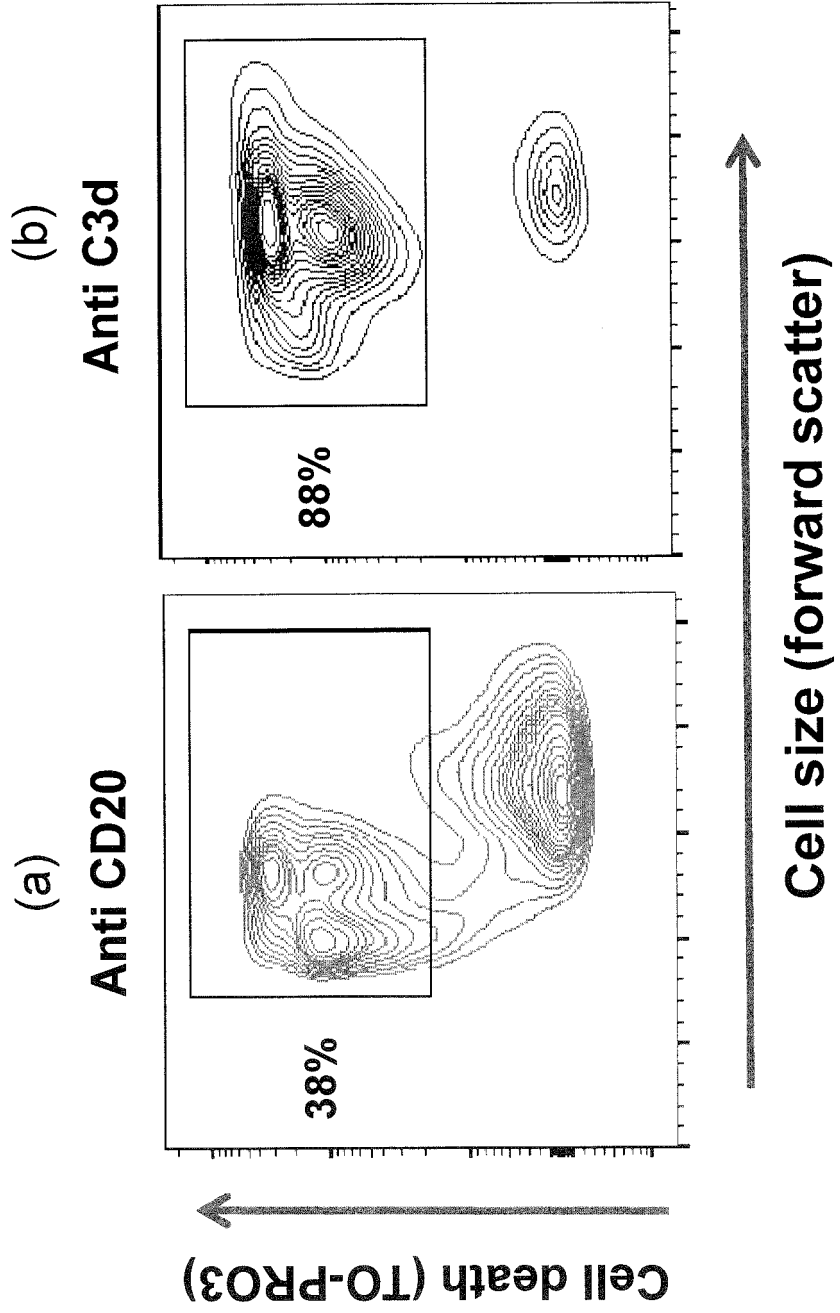 (a)
Anti CD20
38%
(b)
Anti C3d
88%
Cell death (TO-PRO3)
Cell size (forward scatter)